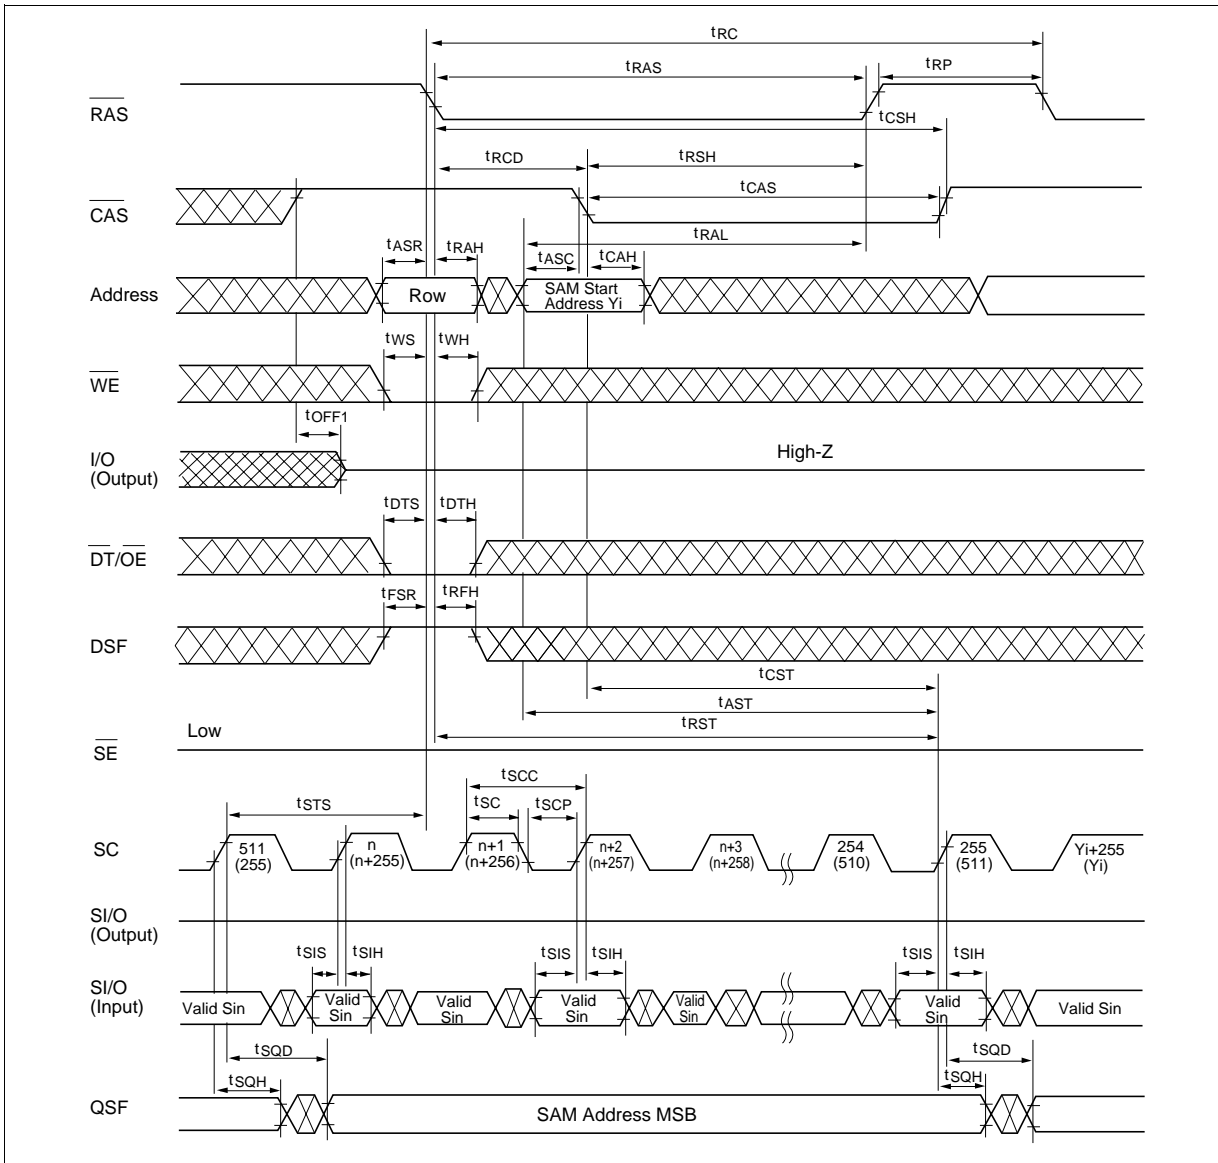 tRC
tRAS
tRP
RAS
tCSH
tRCD
tRSH
tCAS
CAS
tRAL
tASR
tRAH
tASC
tCAH
Address
Row
SAM Start
Address Yi
tWS
tWH
WE
tOFF1
I/O
(Output)
High-Z
tDTS
tDTH
DT/OE
tFSR
tRFH
DSF
tCST
tAST
tRST
Low
SE
tSCC
tSTS
tSC
tSCP
SC
511
(255)
n
(n+255)
n+1
(n+256)
n+2
(n+257)
n+3
(n+258)
254
(510)
255
(511)
Yi+255
(Yi)
SI/O
(Output)
tSIS
tSIH
tSIS
tSIH
tSIS
tSIH
SI/O
(Input)
Valid Sin
Valid
Sin
Valid
Sin
Valid
Sin
Valid
Sin
Valid
Sin
Valid Sin
tSQD
tSQD
tSQH
tSQH
QSF
SAM Address MSB